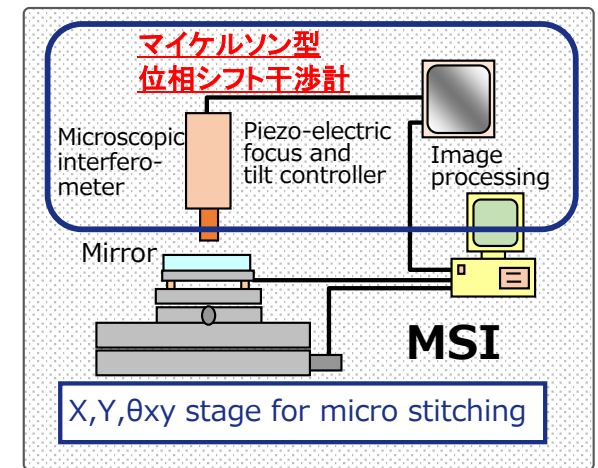 マイケルソン型
位相シフト干渉計
Microscopic
interfero-
meter
Piezo-electric
focus and
tilt controller
Image
processing
Mirror
MSI
X,Y,θxy stage for micro stitching